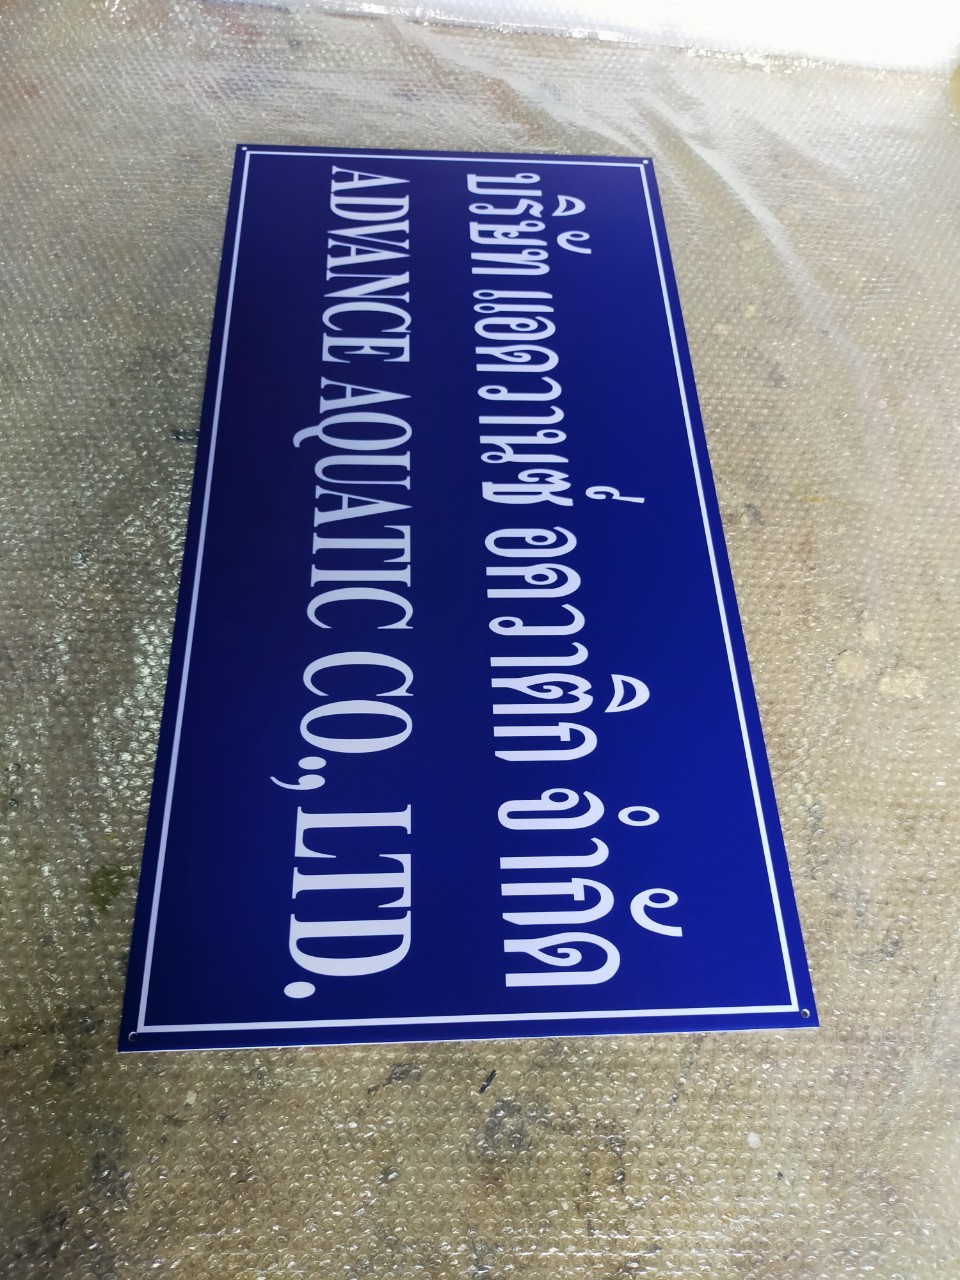 บริษัท แอดวานซ์ อควาติก จำกัด
ADVANCE AQUATIC CO., LTD.